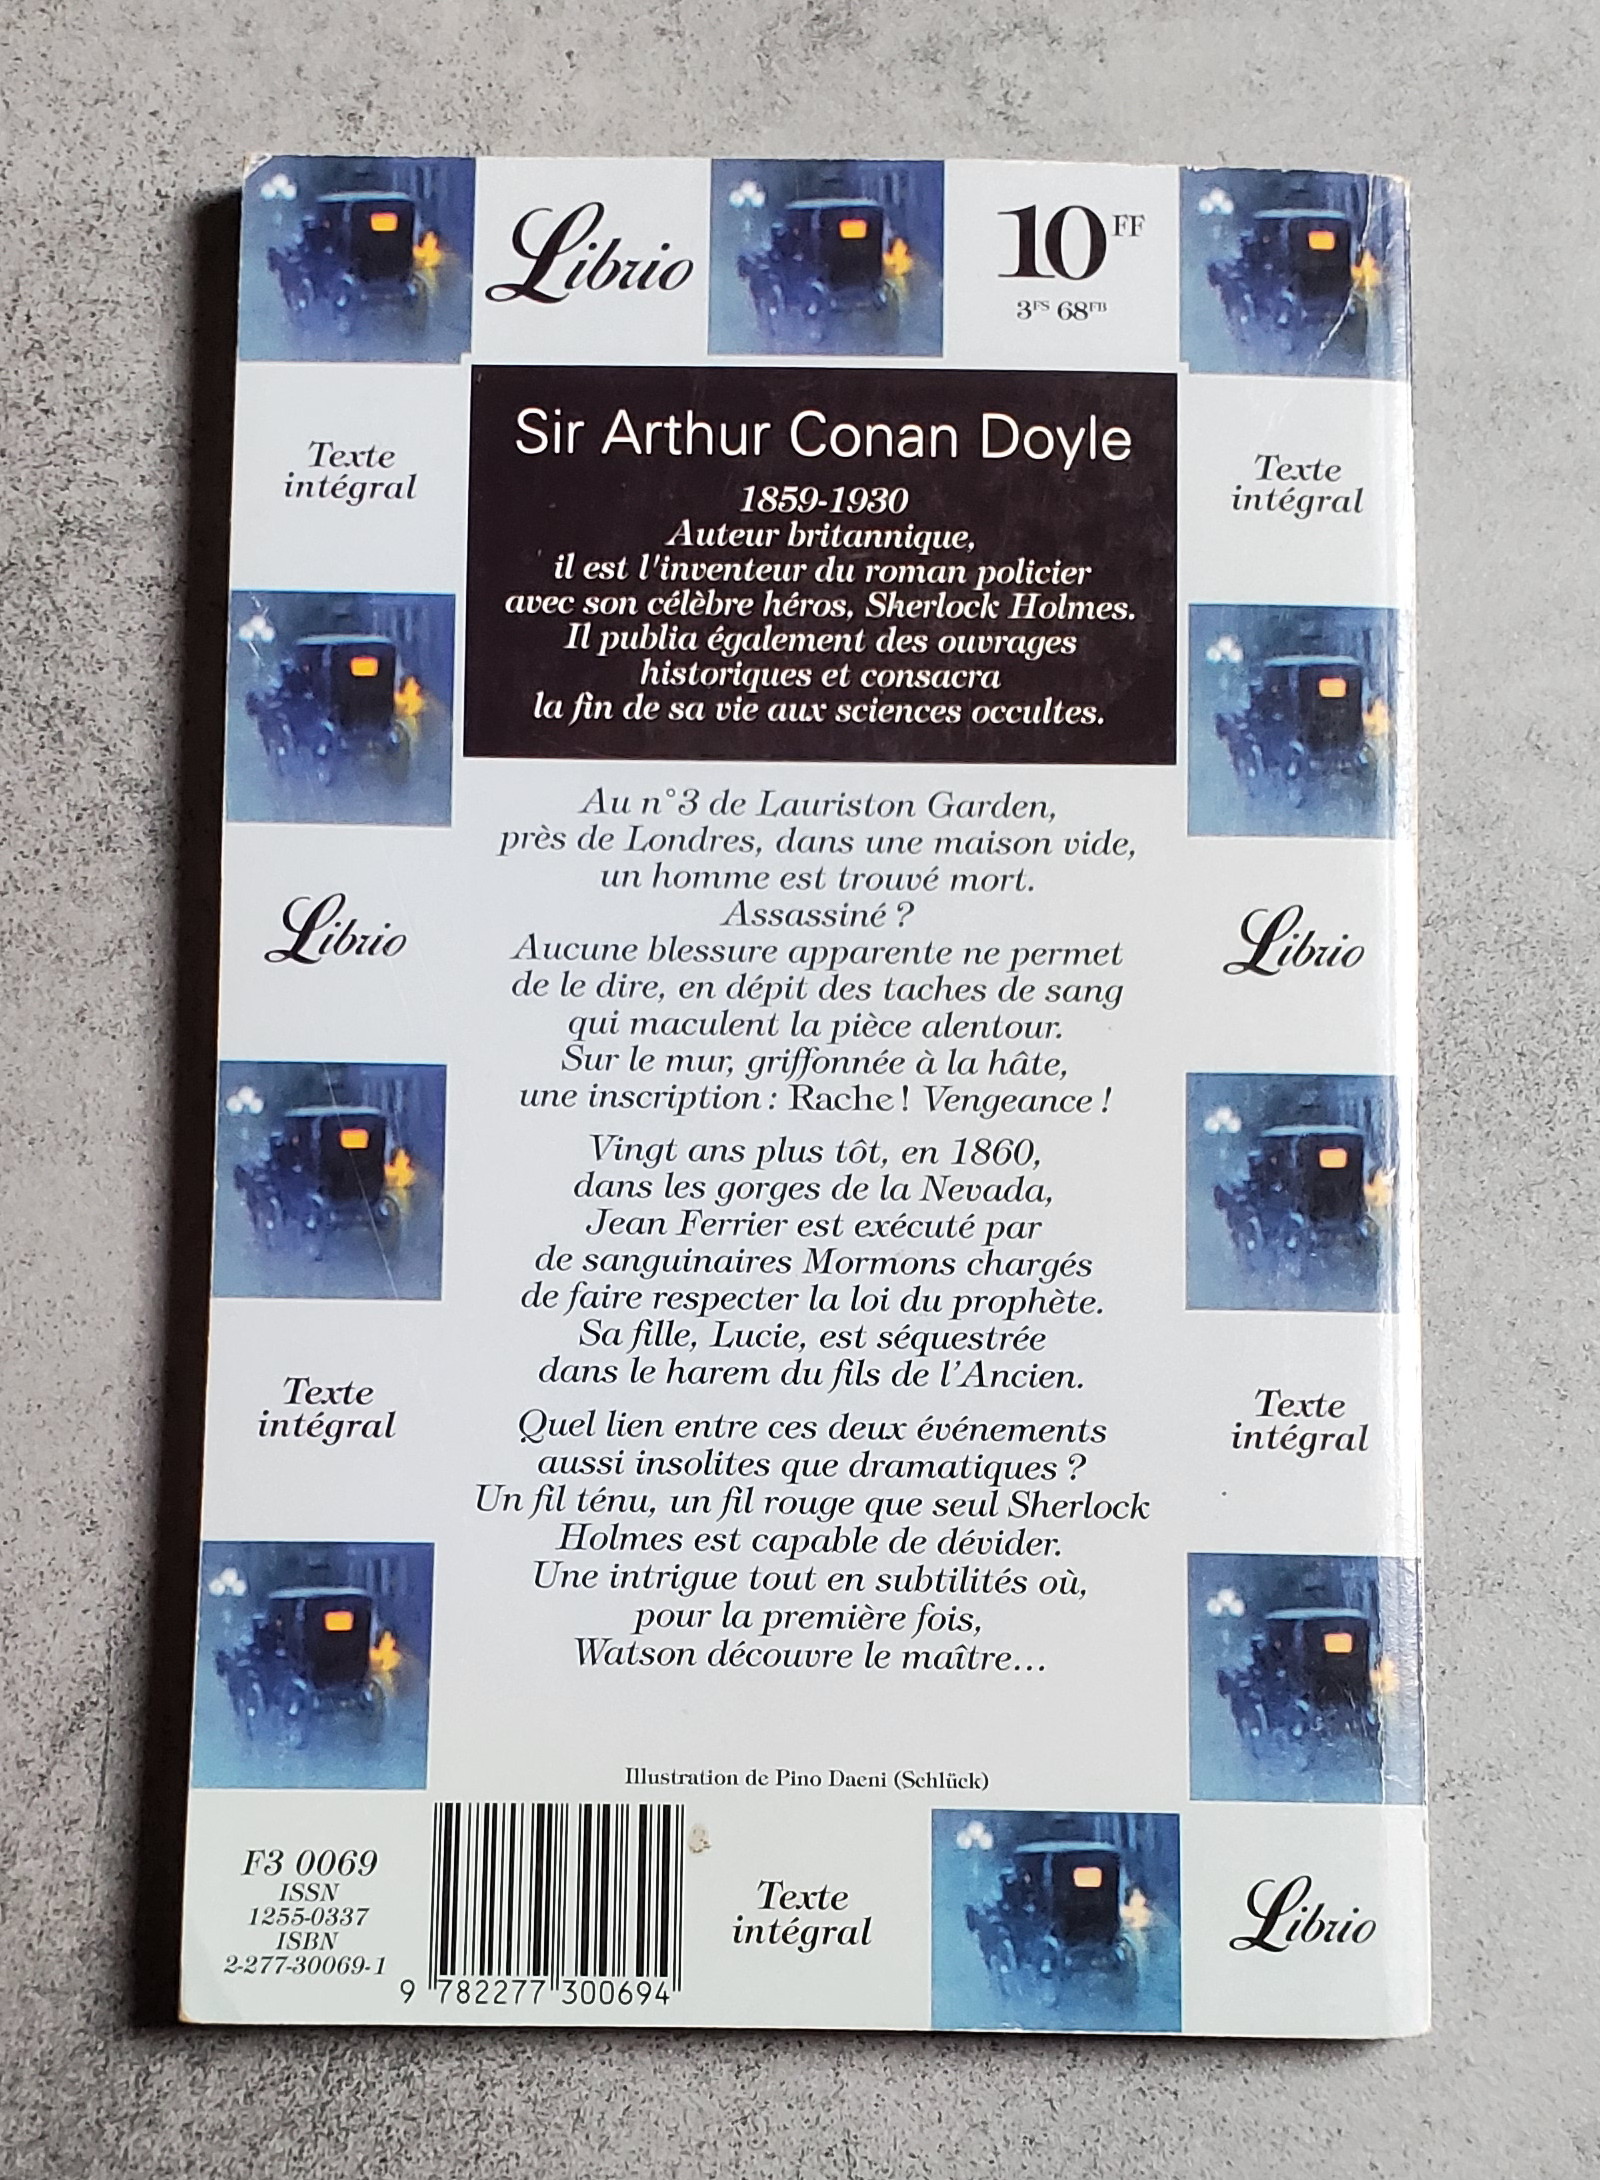 Librio
10 FF
3FS 68FB
Texte
intégral
Texte
intégral
Sir Arthur Conan Doyle
1859-1930
Auteur britannique,
il est l'inventeur du roman policier
avec son célèbre héros, Sherlock Holmes.
Il publia également des ouvrages
historiques et consacra
la fin de sa vie aux sciences occultes.
Au n°3 de Lauriston Garden,
près de Londres, dans une maison vide,
un homme est trouvé mort.
Assassiné ?
Aucune blessure apparente ne permet
de le dire, en dépit des taches de sang
qui maculent la pièce alentour.
Sur le mur, griffonnée à la hâte,
une inscription : Rache ! Vengeance !
Librio
Librio
Vingt ans plus tôt, en 1860,
dans les gorges de la Nevada,
Jean Ferrier est exécuté par
de sanguinaires Mormons chargés
de faire respecter la loi du prophète.
Sa fille, Lucie, est séquestrée
dans le harem du fils de l'Ancien.
Texte
intégral
Texte
intégral
Quel lien entre ces deux événements
aussi insolites que dramatiques ?
Un fil ténu, un fil rouge que seul Sherlock
Holmes est capable de dévider.
Une intrigue tout en subtilités où,
pour la première fois,
Watson découvre le maître...
Illustration de Pino Daeni (Schlück)
F3 0069
ISSN
1255-0337
ISBN
2-277-30069-1
9 782277 300694
Texte
intégral
Librio